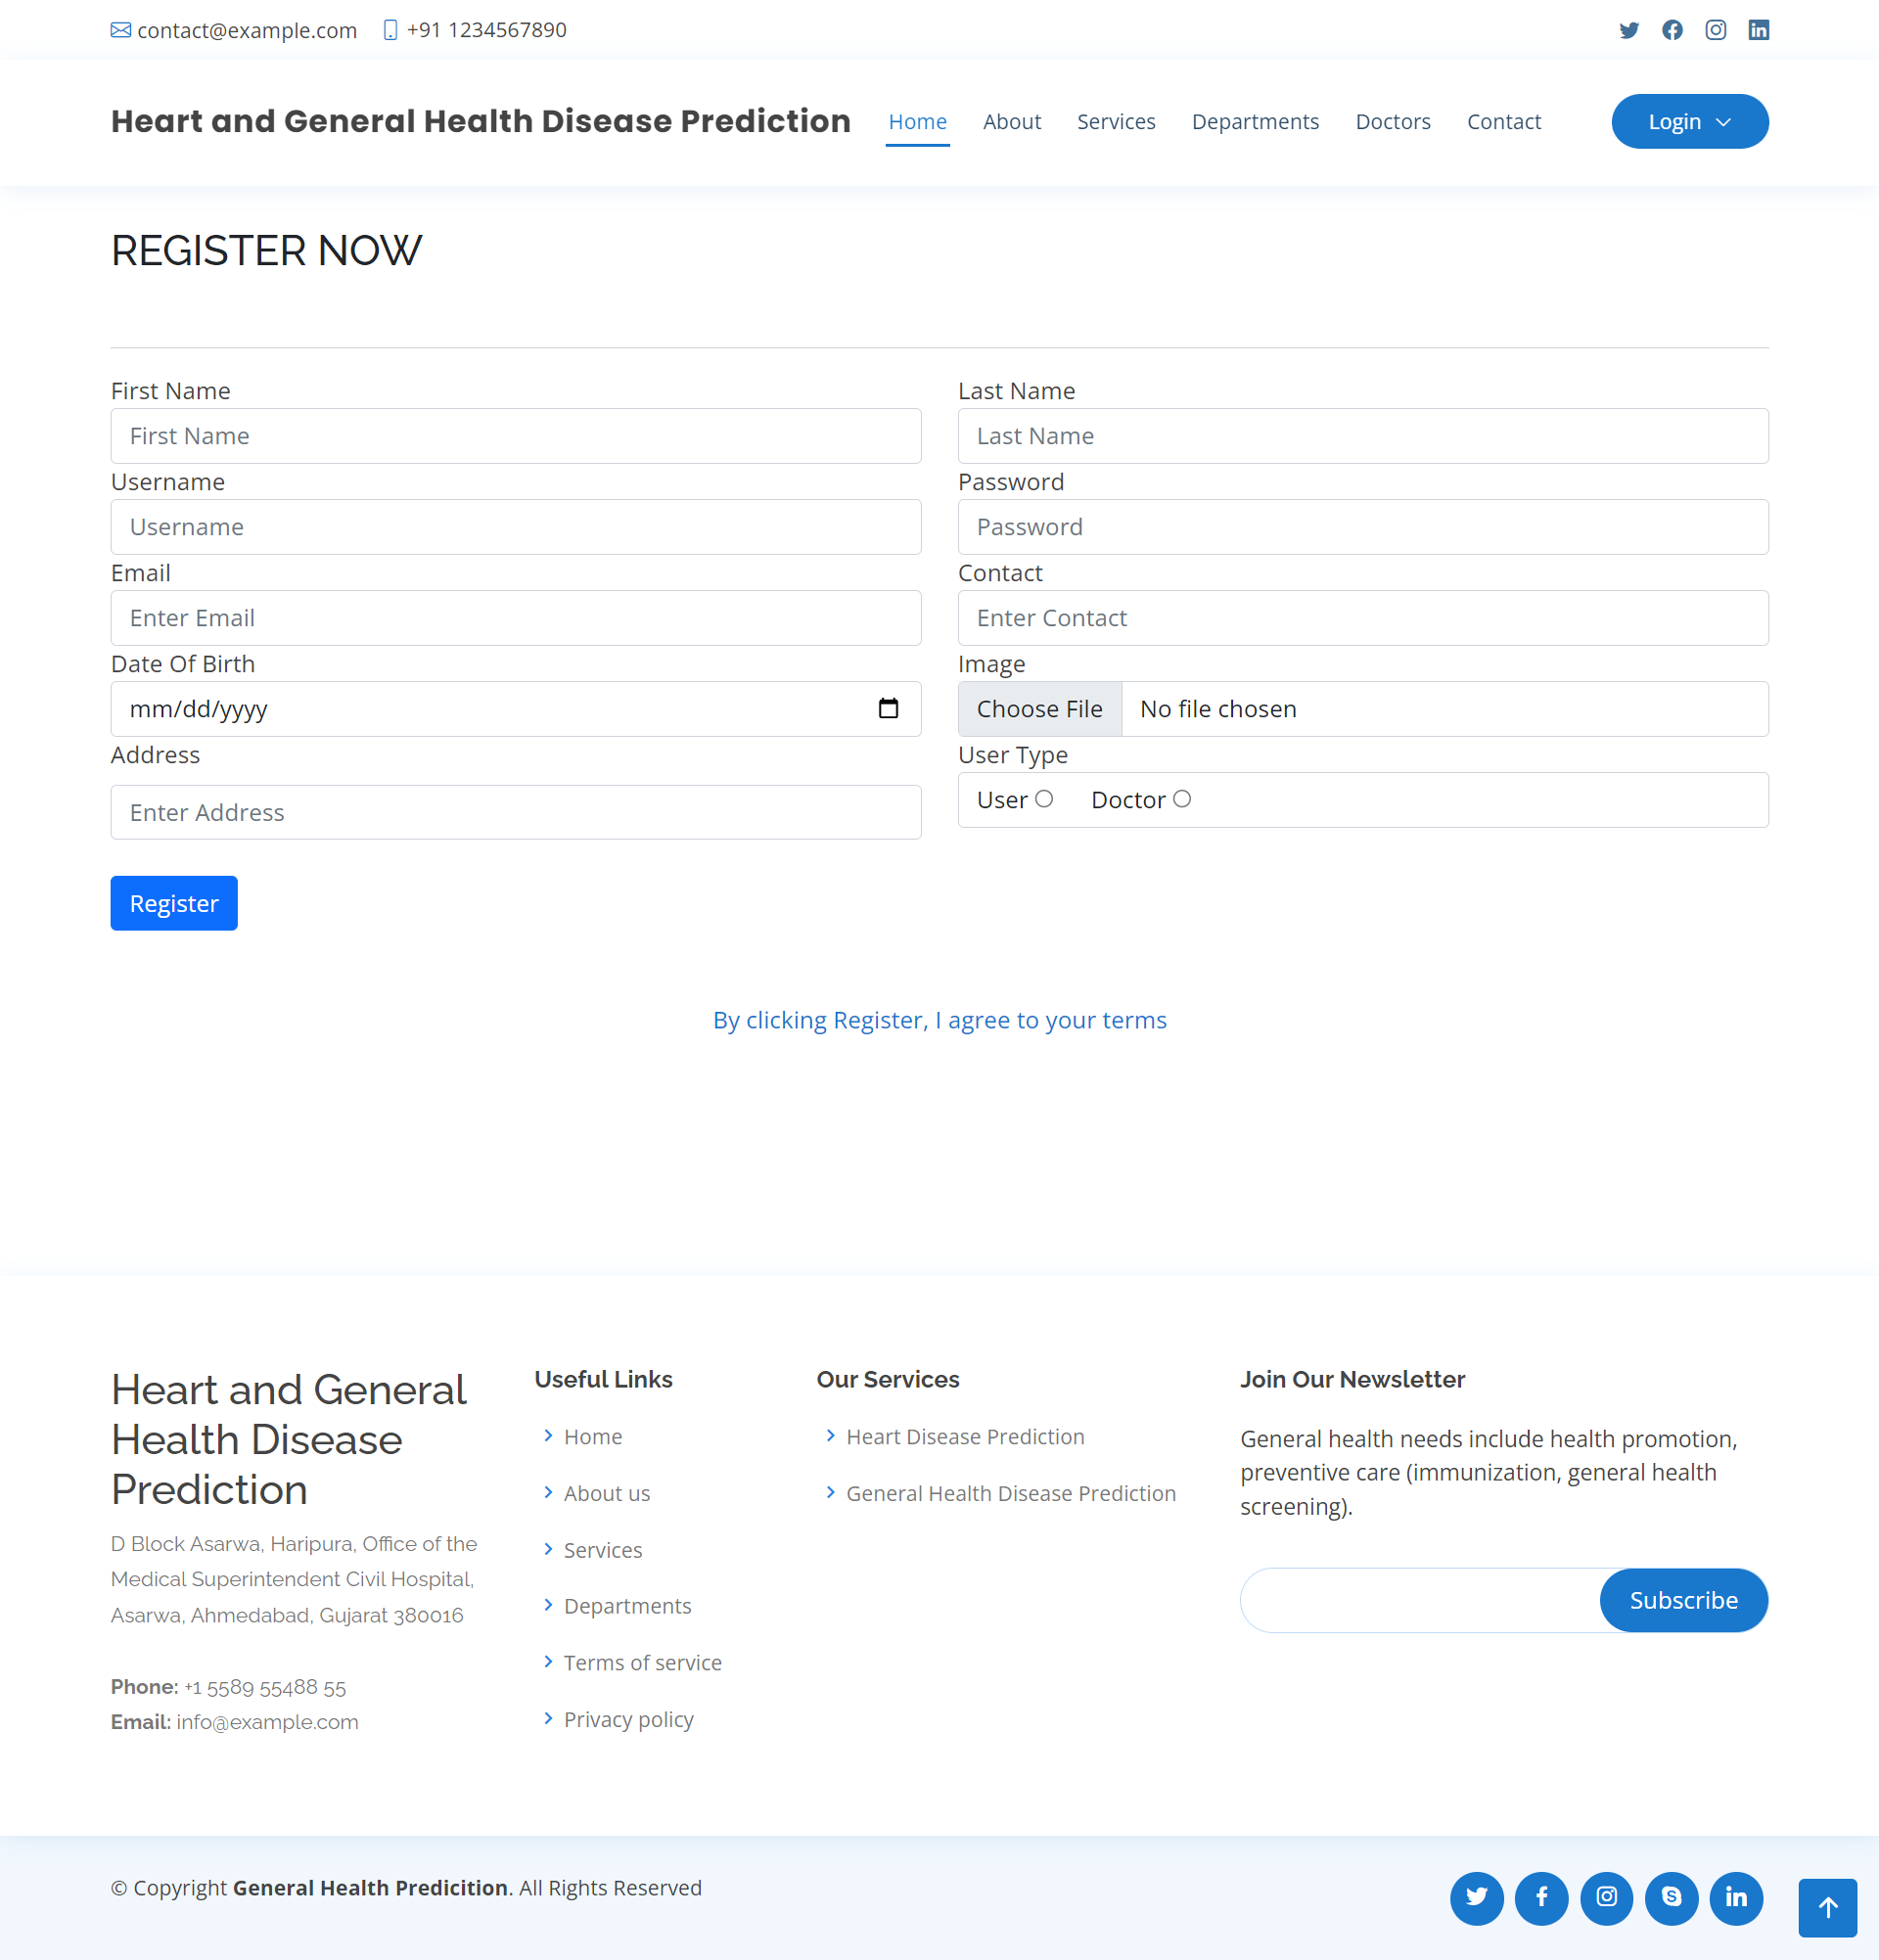 contact@example.com +91 1234567890
Heart and General Health Disease Prediction Home About Services Departments Doctors Contact Login
REGISTER NOW
First Name Last Name
First Name Last Name
Username Password
Username Password
Email Contact
Enter Email Enter Contact
Date Of Birth Image
mm/dd/yyyy Choose File No file chosen
Address User Type
User Doctor
Enter Address
Register
By clicking Register, I agree to your terms
Heart and General
Health Disease
Prediction
D Block Asarwa, Haripura, Office of the
Medical Superintendent Civil Hospital,
Asarwa, Ahmedabad, Gujarat 380016
Phone: +1 5589 55488 55
Email: info@example.com
Useful Links
Home
About us
Services
Departments
Terms of service
Privacy policy
Our Services
Heart Disease Prediction
General Health Disease Prediction
Join Our Newsletter
General health needs include health promotion,
preventive care (immunization, general health
screening).
Subscribe
© Copyright General Health Predicition. All Rights Reserved